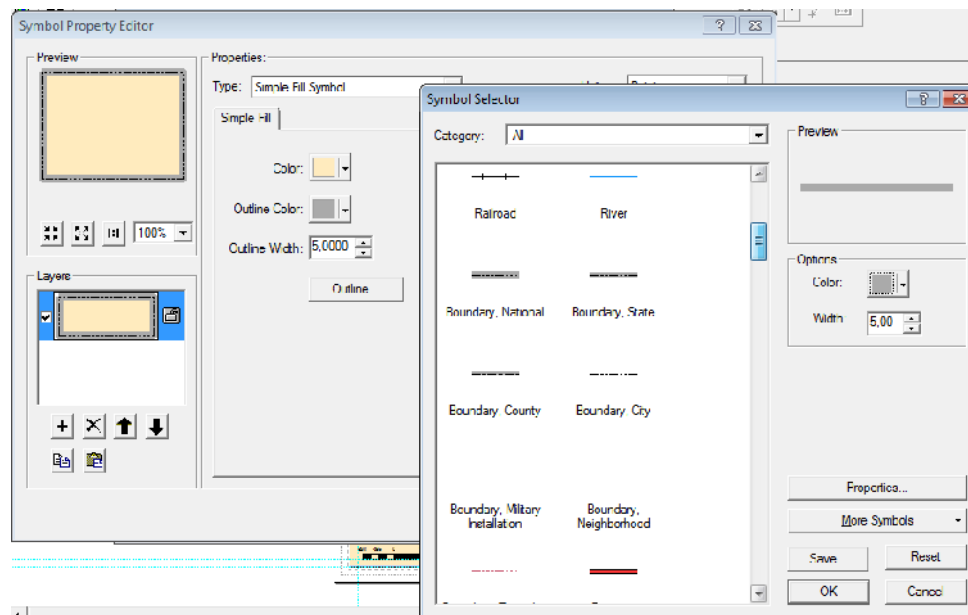 Symbol Property Editor
Preview
100%
Layers
Properties:
Type: Simple Fill Symbol
Simple Fill
Color:
Outline Color:
Outline Width: 5,0000
Outline
Symbol Selector
Category: All
Railroad River
Boundary, National Boundary, State
Boundary County Boundary City
Boundary, Military Boundary,
Installation Neighborhood
Preview
Options
Color:
Width 5,00
Properties...
More Symbols
Save Reset
OK Cancel